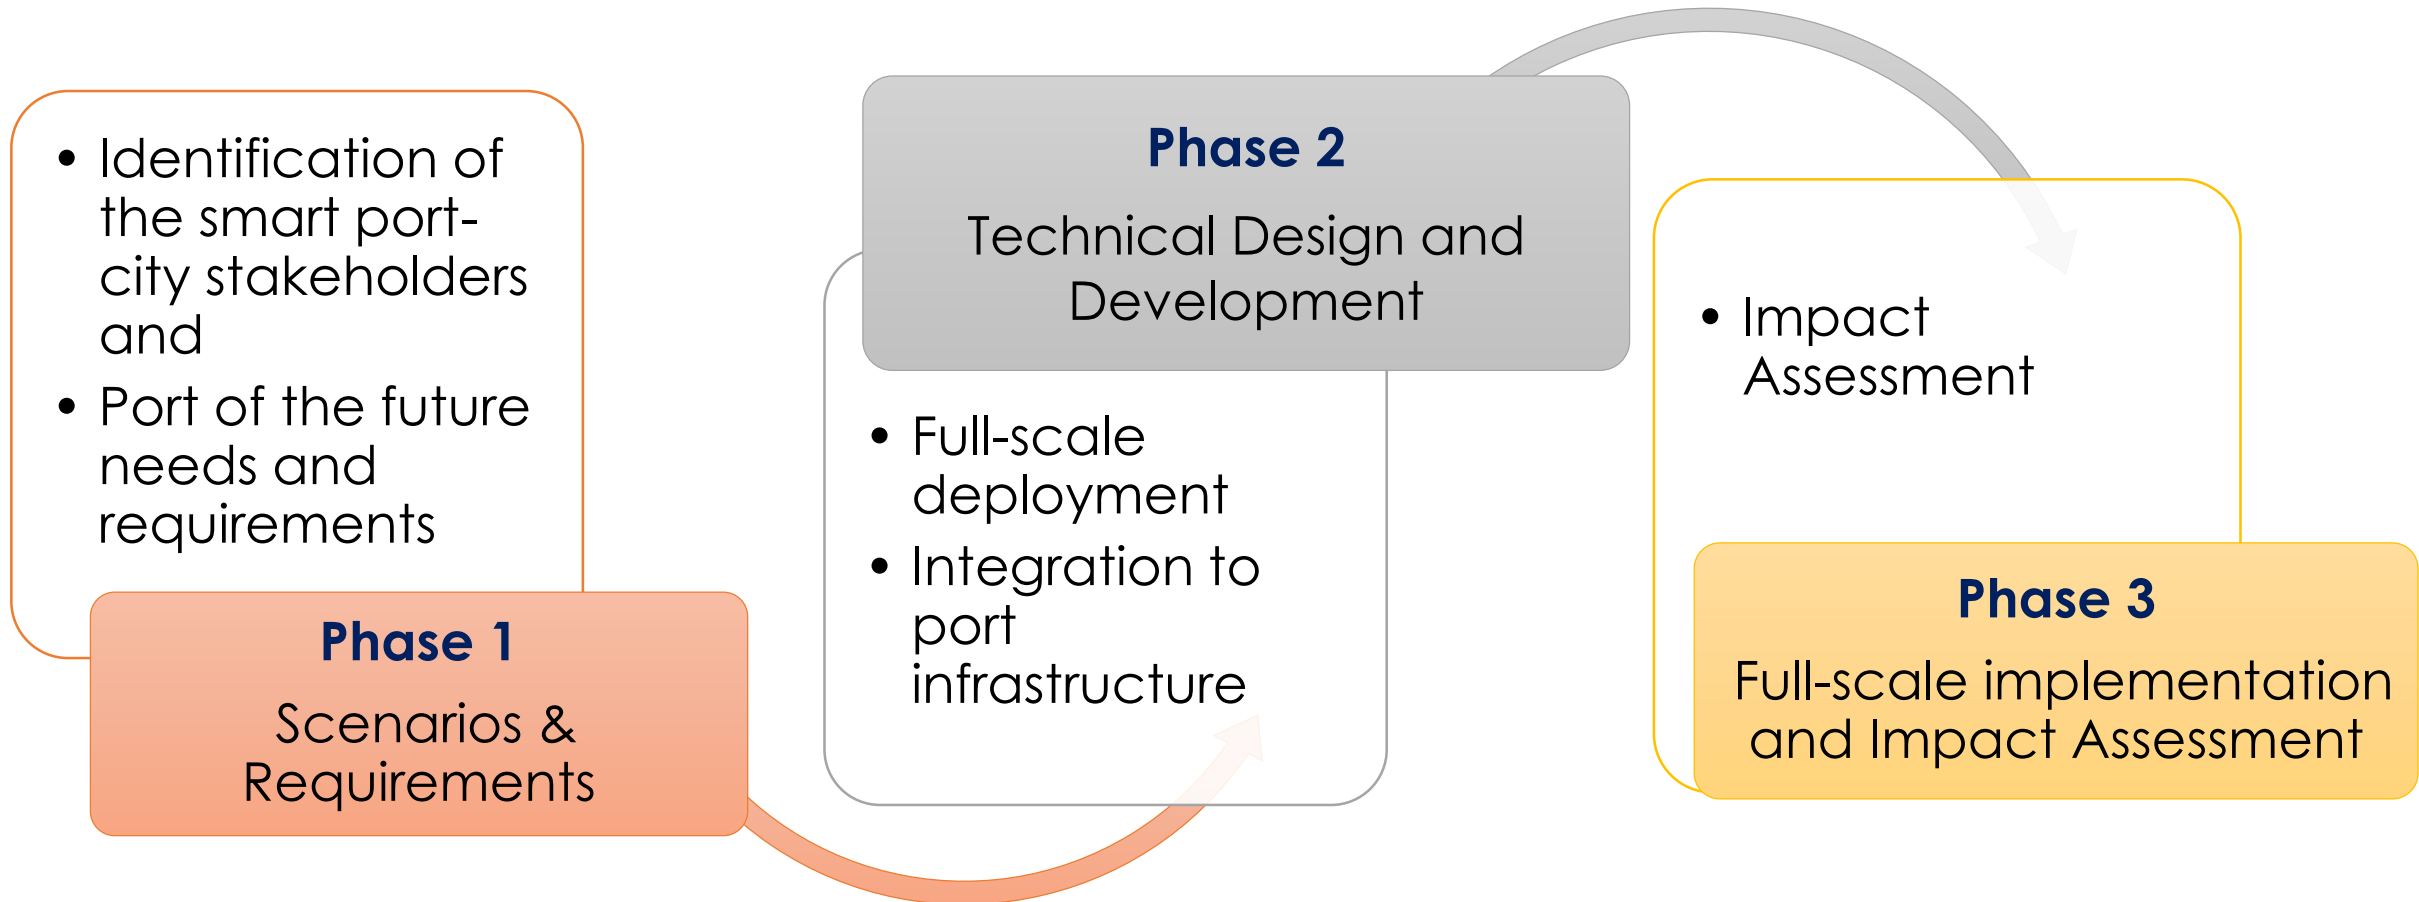 • Identification of
the smart port-
city stakeholders
and
• Port of the future
needs and
requirements
Phase 1
Scenarios &
Requirements
Phase 2
Technical Design and
Development
• Full-scale
deployment
• Integration to
port
infrastructure
• Impact
Assessment
Phase 3
Full-scale implementation
and Impact Assessment